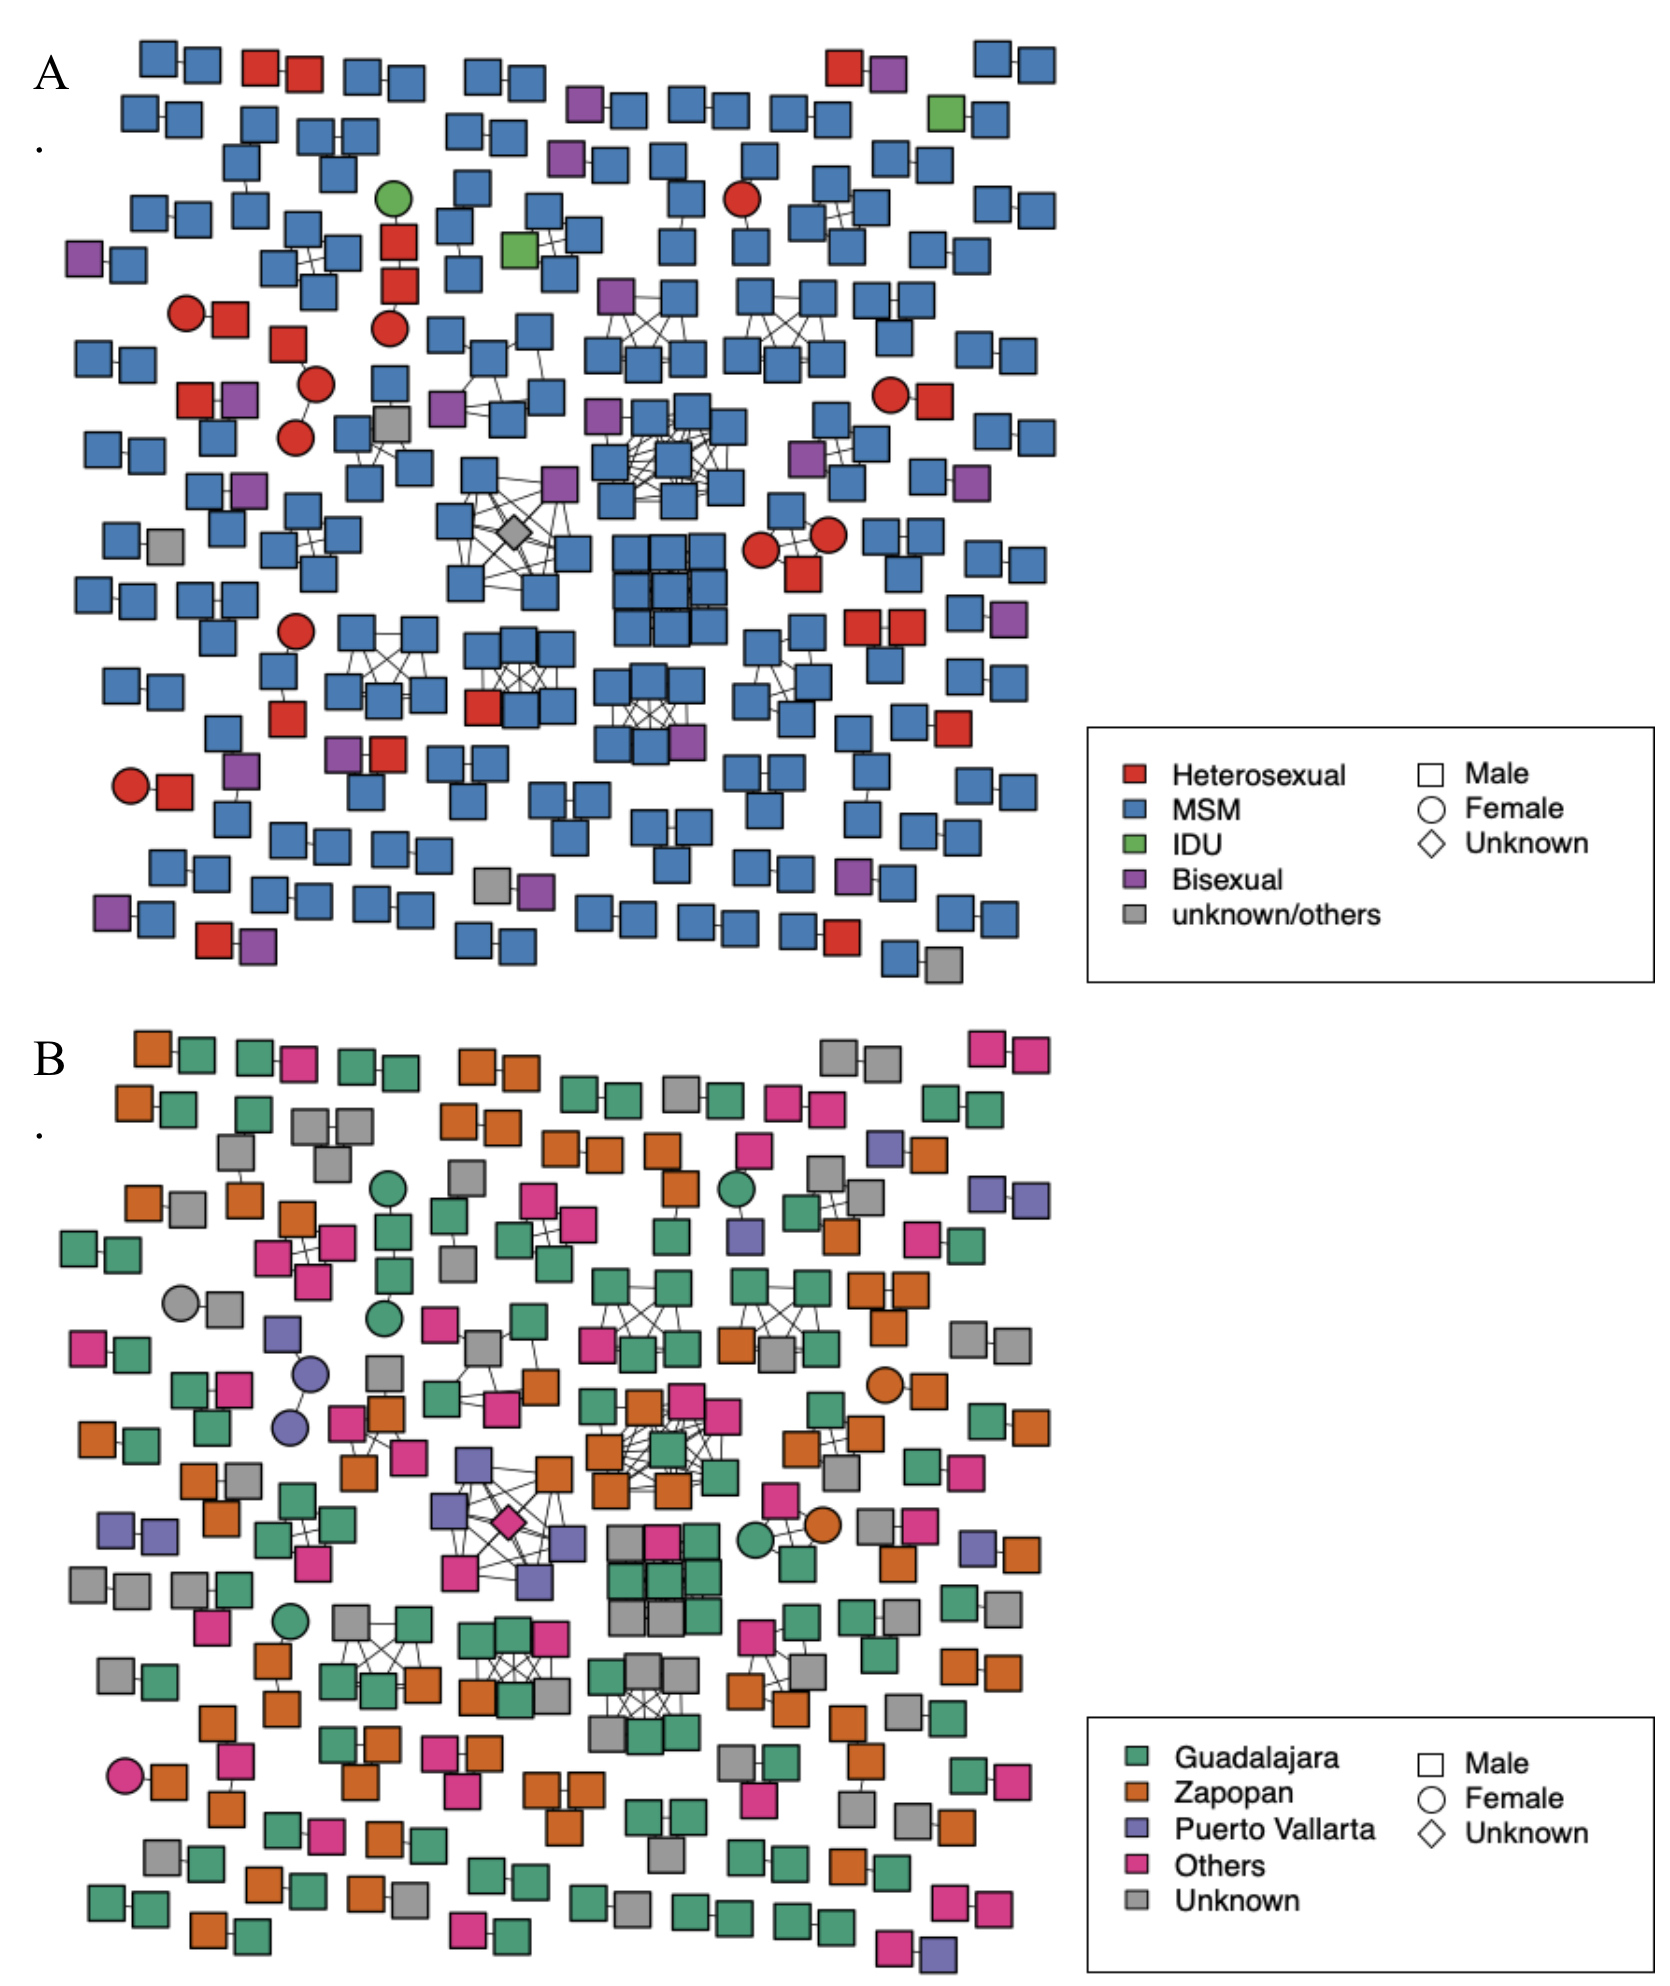 A
.
Heterosexual
MSM
IDU
Bisexual
unknown/others
Male
Female
Unknown
B
.
Guadalajara
Zapopan
Puerto Vallarta
Others
Unknown
Male
Female
Unknown